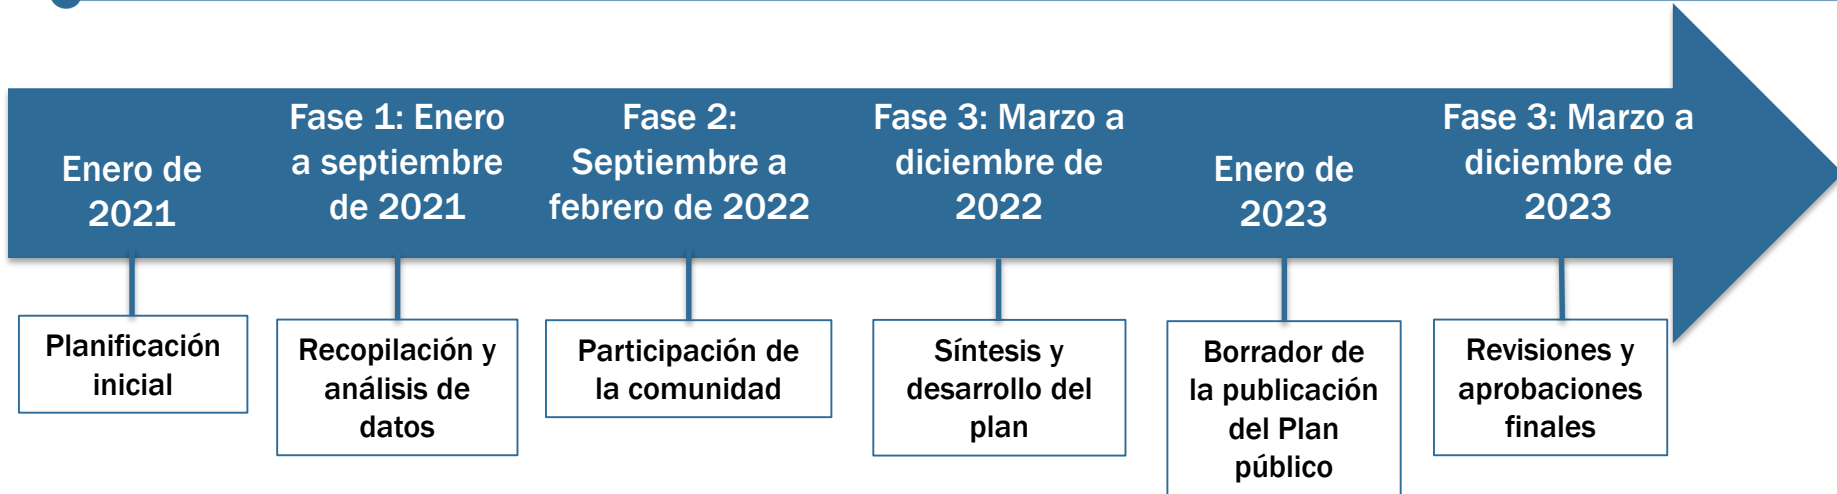 Enero de
2021
Fase 1: Enero
a septiembre
de 2021
Fase 2:
Septiembre a
febrero de 2022
Fase 3: Marzo a
diciembre de
2022
Enero de
2023
Fase 3: Marzo a
diciembre de
2023
Planificación
inicial
Recopilación y
análisis de
datos
Participación de
la comunidad
Síntesis y
desarrollo del
plan
Borrador de
la publicación
del Plan
público
Revisiones y
aprobaciones
finales